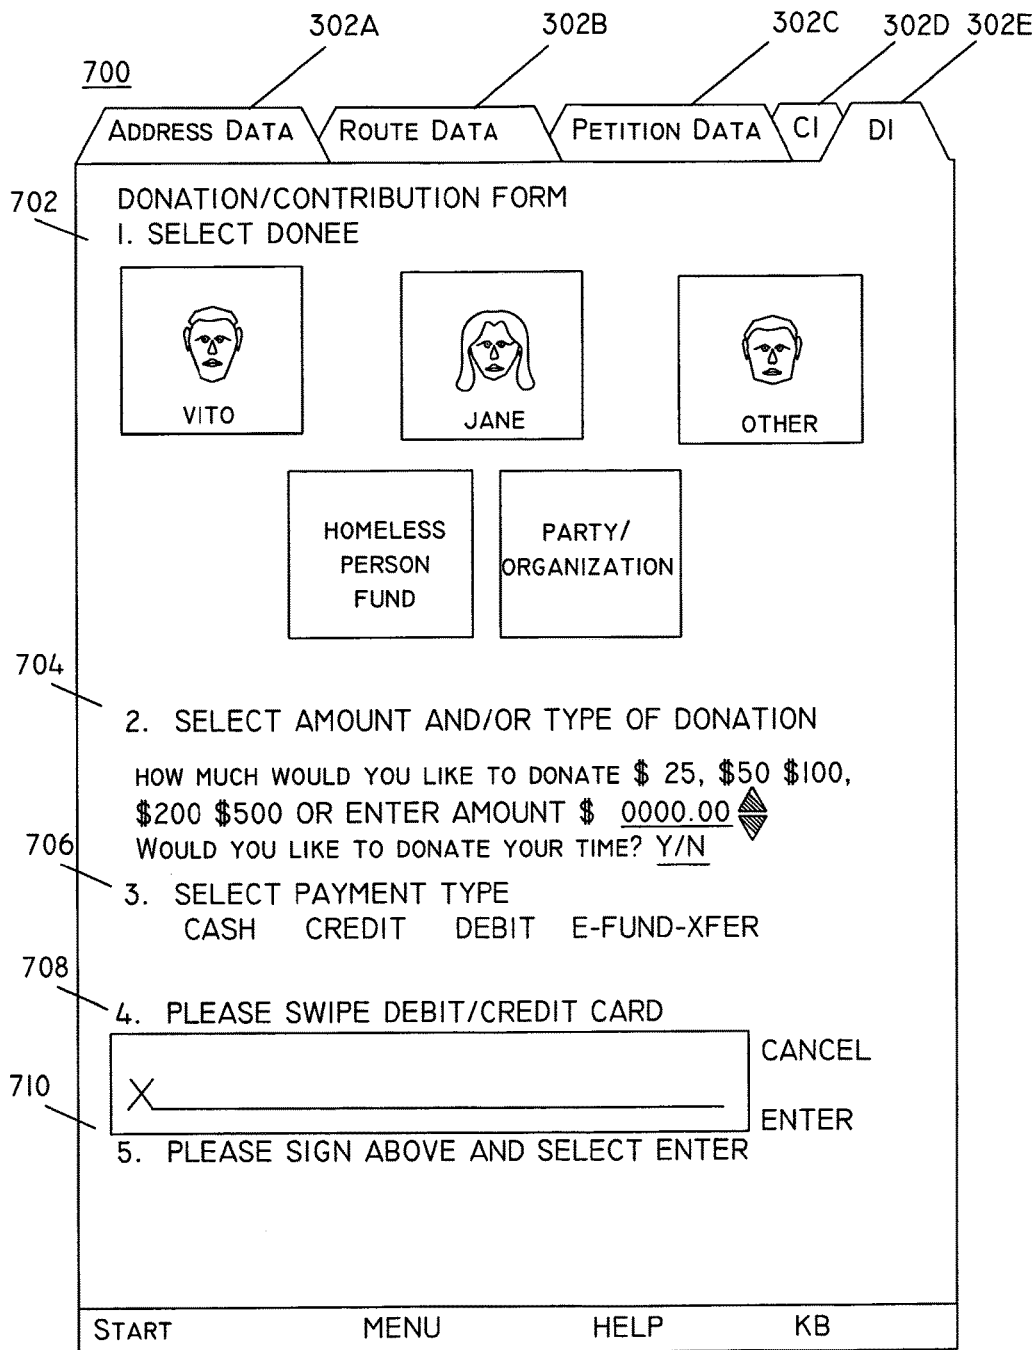 302A 302B 302C 302D 302E
700
ADDRESS DATA ROUTE DATA PETITION DATA CI DI
702
DONATION/CONTRIBUTION FORM
1. SELECT DONEE
VITO JANE OTHER
HOMELESS
PERSON
FUND
PARTY/
ORGANIZATION
704
2. SELECT AMOUNT AND/OR TYPE OF DONATION
HOW MUCH WOULD YOU LIKE TO DONATE $ 25, $50 $100,
$200 $500 OR ENTER AMOUNT $ 0000.00
WOULD YOU LIKE TO DONATE YOUR TIME? Y/N
706
3. SELECT PAYMENT TYPE
CASH CREDIT DEBIT E-FUND-XFER
708
4. PLEASE SWIPE DEBIT/CREDIT CARD
CANCEL
710
X
ENTER
5. PLEASE SIGN ABOVE AND SELECT ENTER
START MENU HELP KB